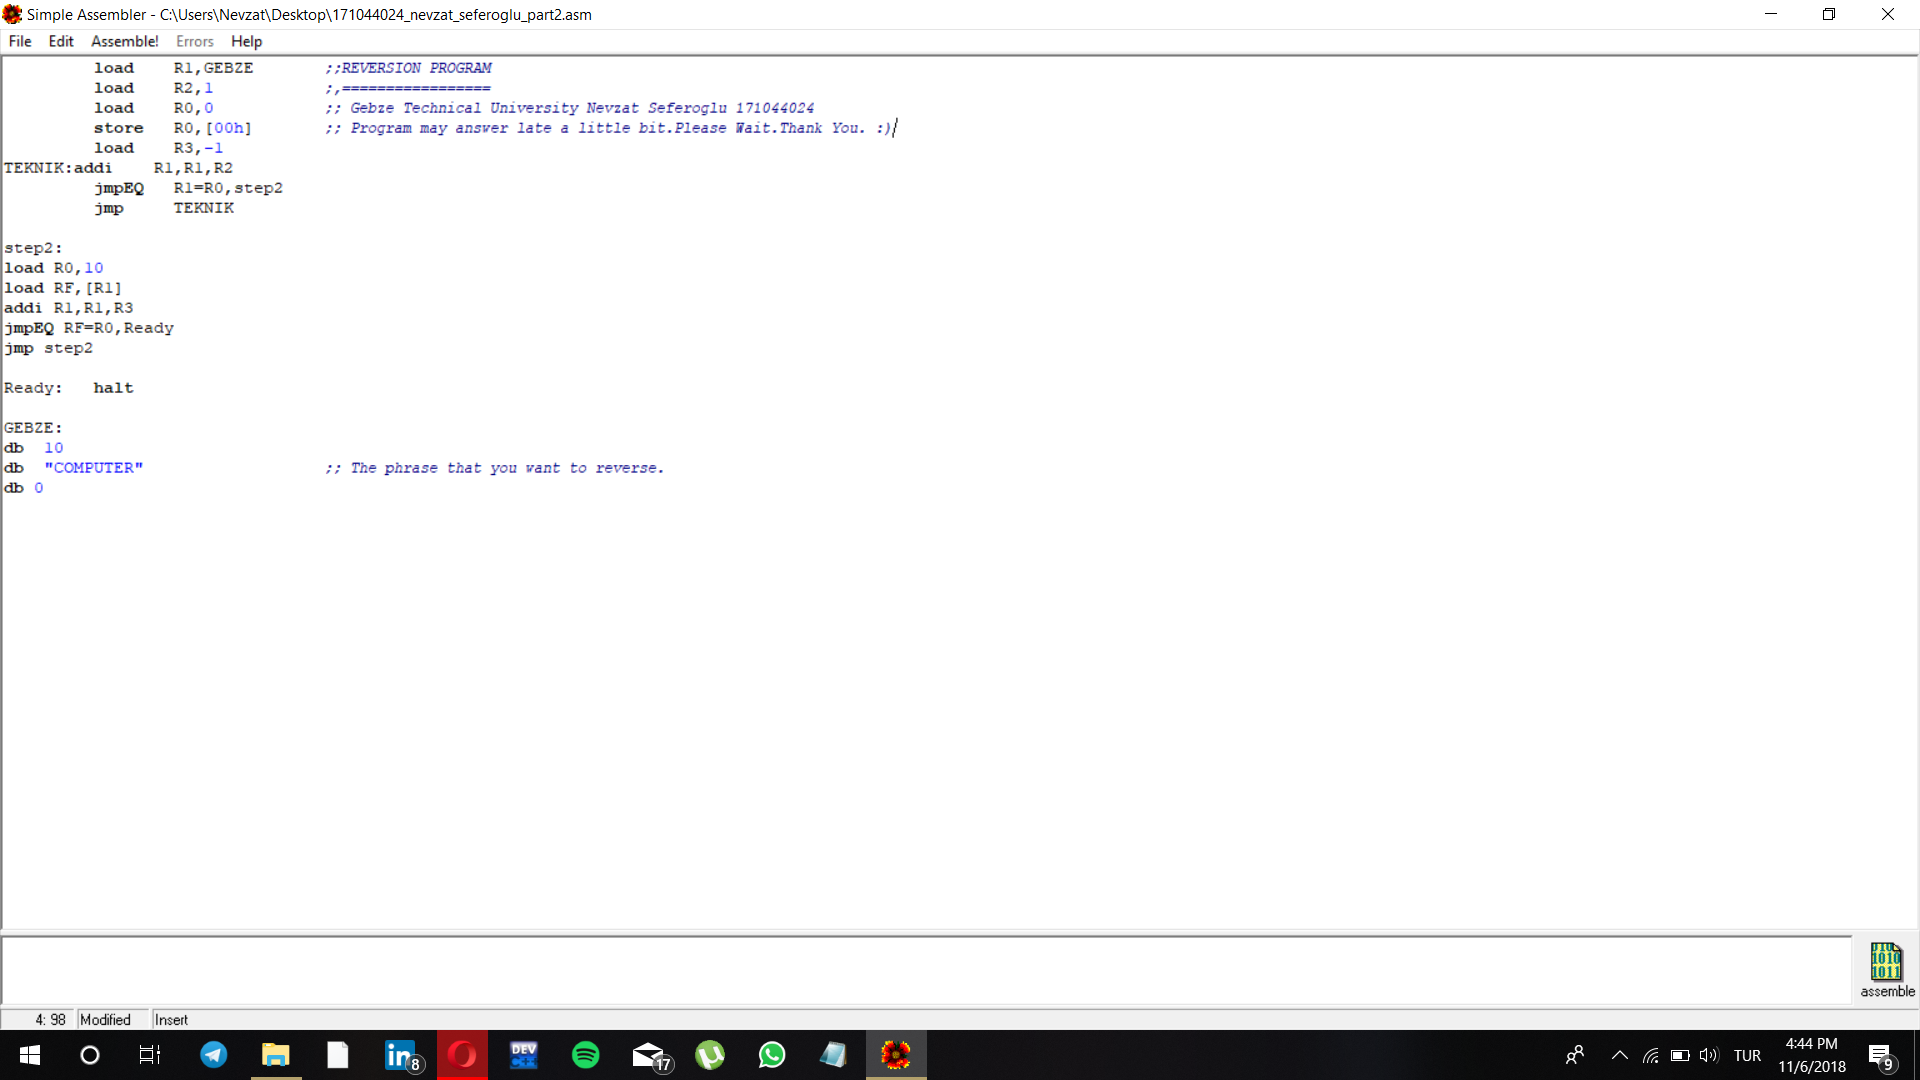 Simple Assembler - C:\Users\Nevzat\Desktop\171044024_nevzat_seferoglu_part2.asm
File Edit Assemble! Errors Help
load R1,GEBZE ;;REVERSION PROGRAM
load R2,1 ;,=================
load R0,0 ;; Gebze Technical University Nevzat Seferoglu 171044024
store R0,[00h] ;; Program may answer late a little bit.Please Wait.Thank You. :)
load R3,-1
TEKNIK:addi R1,R1,R2
jmpEQ R1=R0,step2
jmp TEKNIK
step2:
load R0,10
load RF,[R1]
addi R1,R1,R3
jmpEQ RF=R0,Ready
jmp step2
Ready: halt
GEBZE:
db 10
db "COMPUTER" ;; The phrase that you want to reverse.
db 0
assemble
4: 98 Modified Insert
8 DEV C++ 17 TUR 4:44 PM
11/6/2018 9